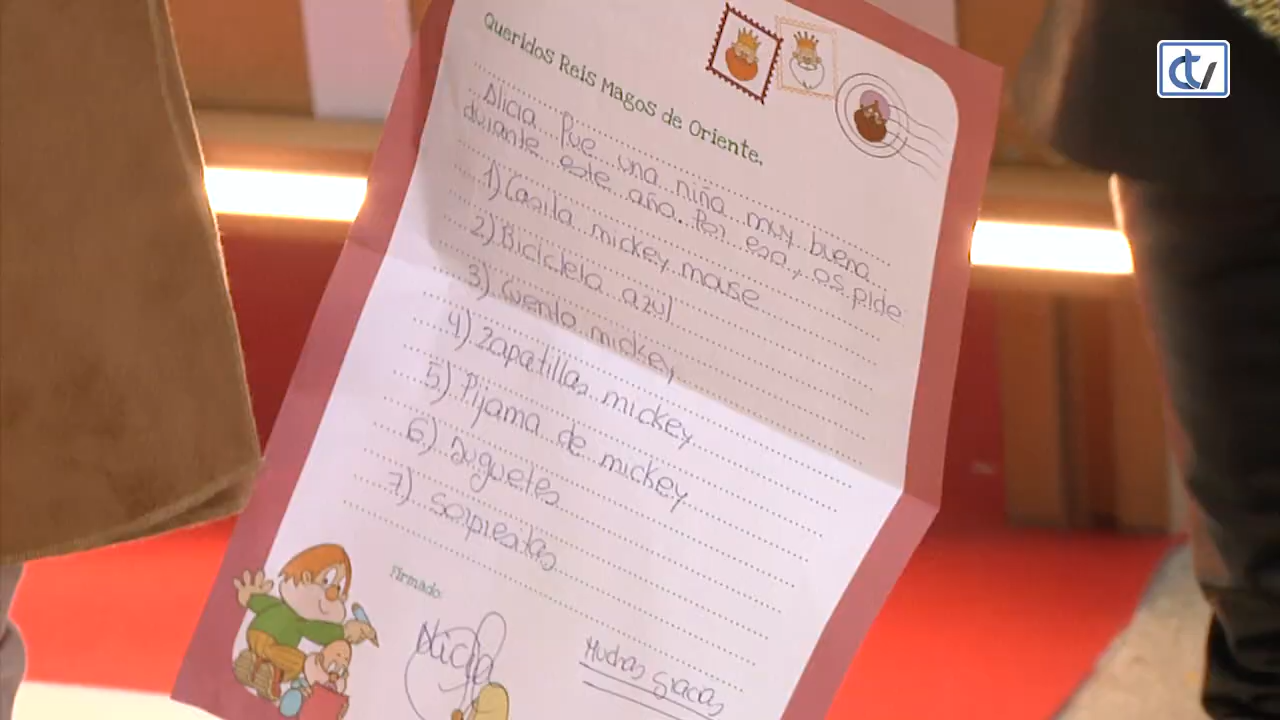 Queridos Reis Magos de Oriente,
Alicia fue una niña muy buena
durante este año. Por eso, os pide:
1) Casita mickey mouse
2) Bicicleta azul
3) Cuento mickey
4) Zapatillas mickey
5) Pijama de mickey
6) Juguetes
7) Sorpresitas
Firmado:
Alicia
Muchas gracias
ctv